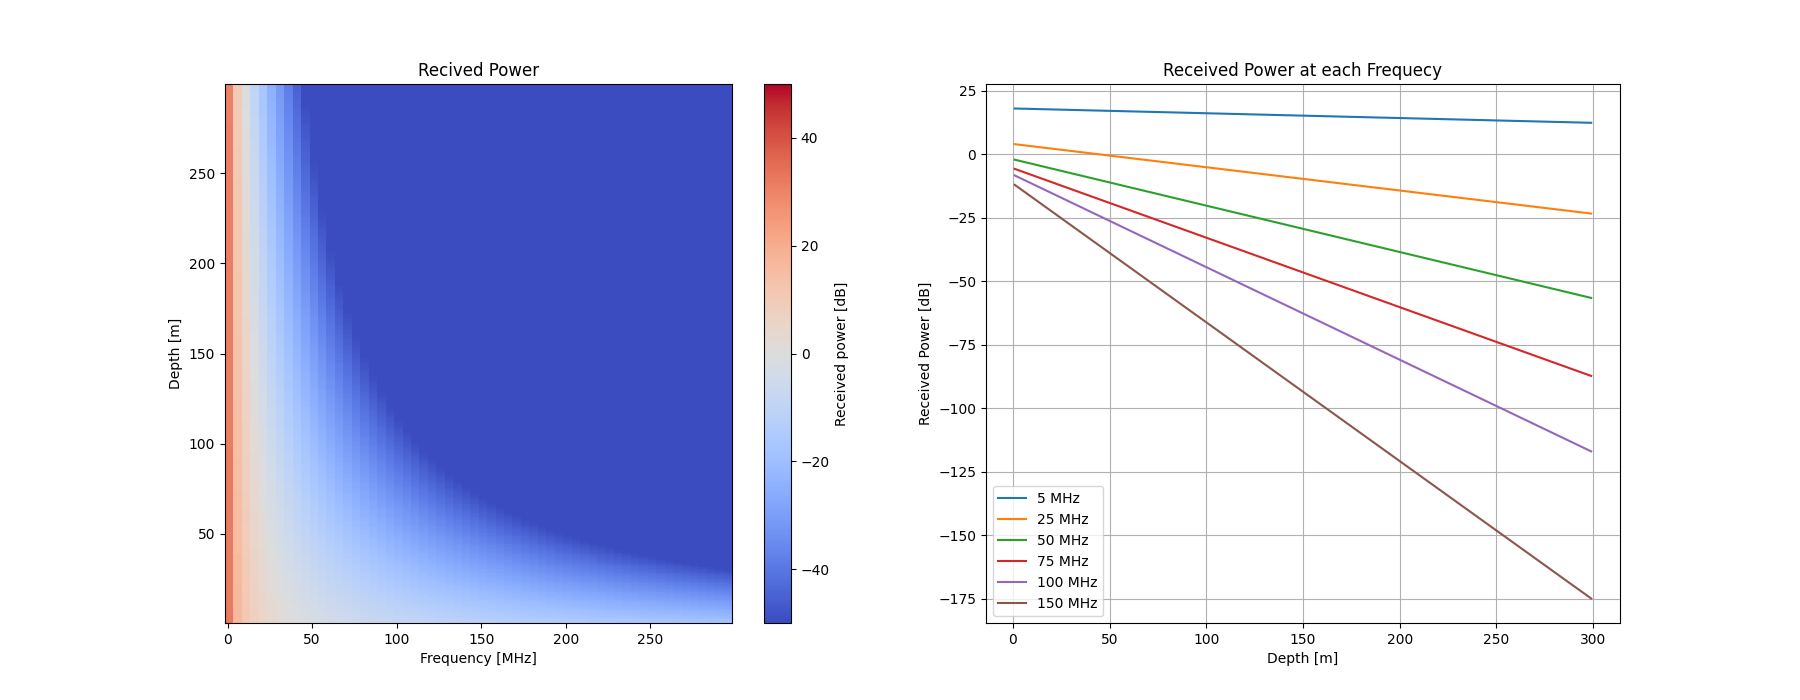 Recived Power
Depth [m]
250
200
150
100
50
0
50
100
150
200
250
Frequency [MHz]
40
20
0
−20
−40
Received power [dB]
Received Power at each Frequecy
Received Power [dB]
25
0
−25
−50
−75
−100
−125
−150
−175
5 MHz
25 MHz
50 MHz
75 MHz
100 MHz
150 MHz
0
50
100
150
200
250
300
Depth [m]